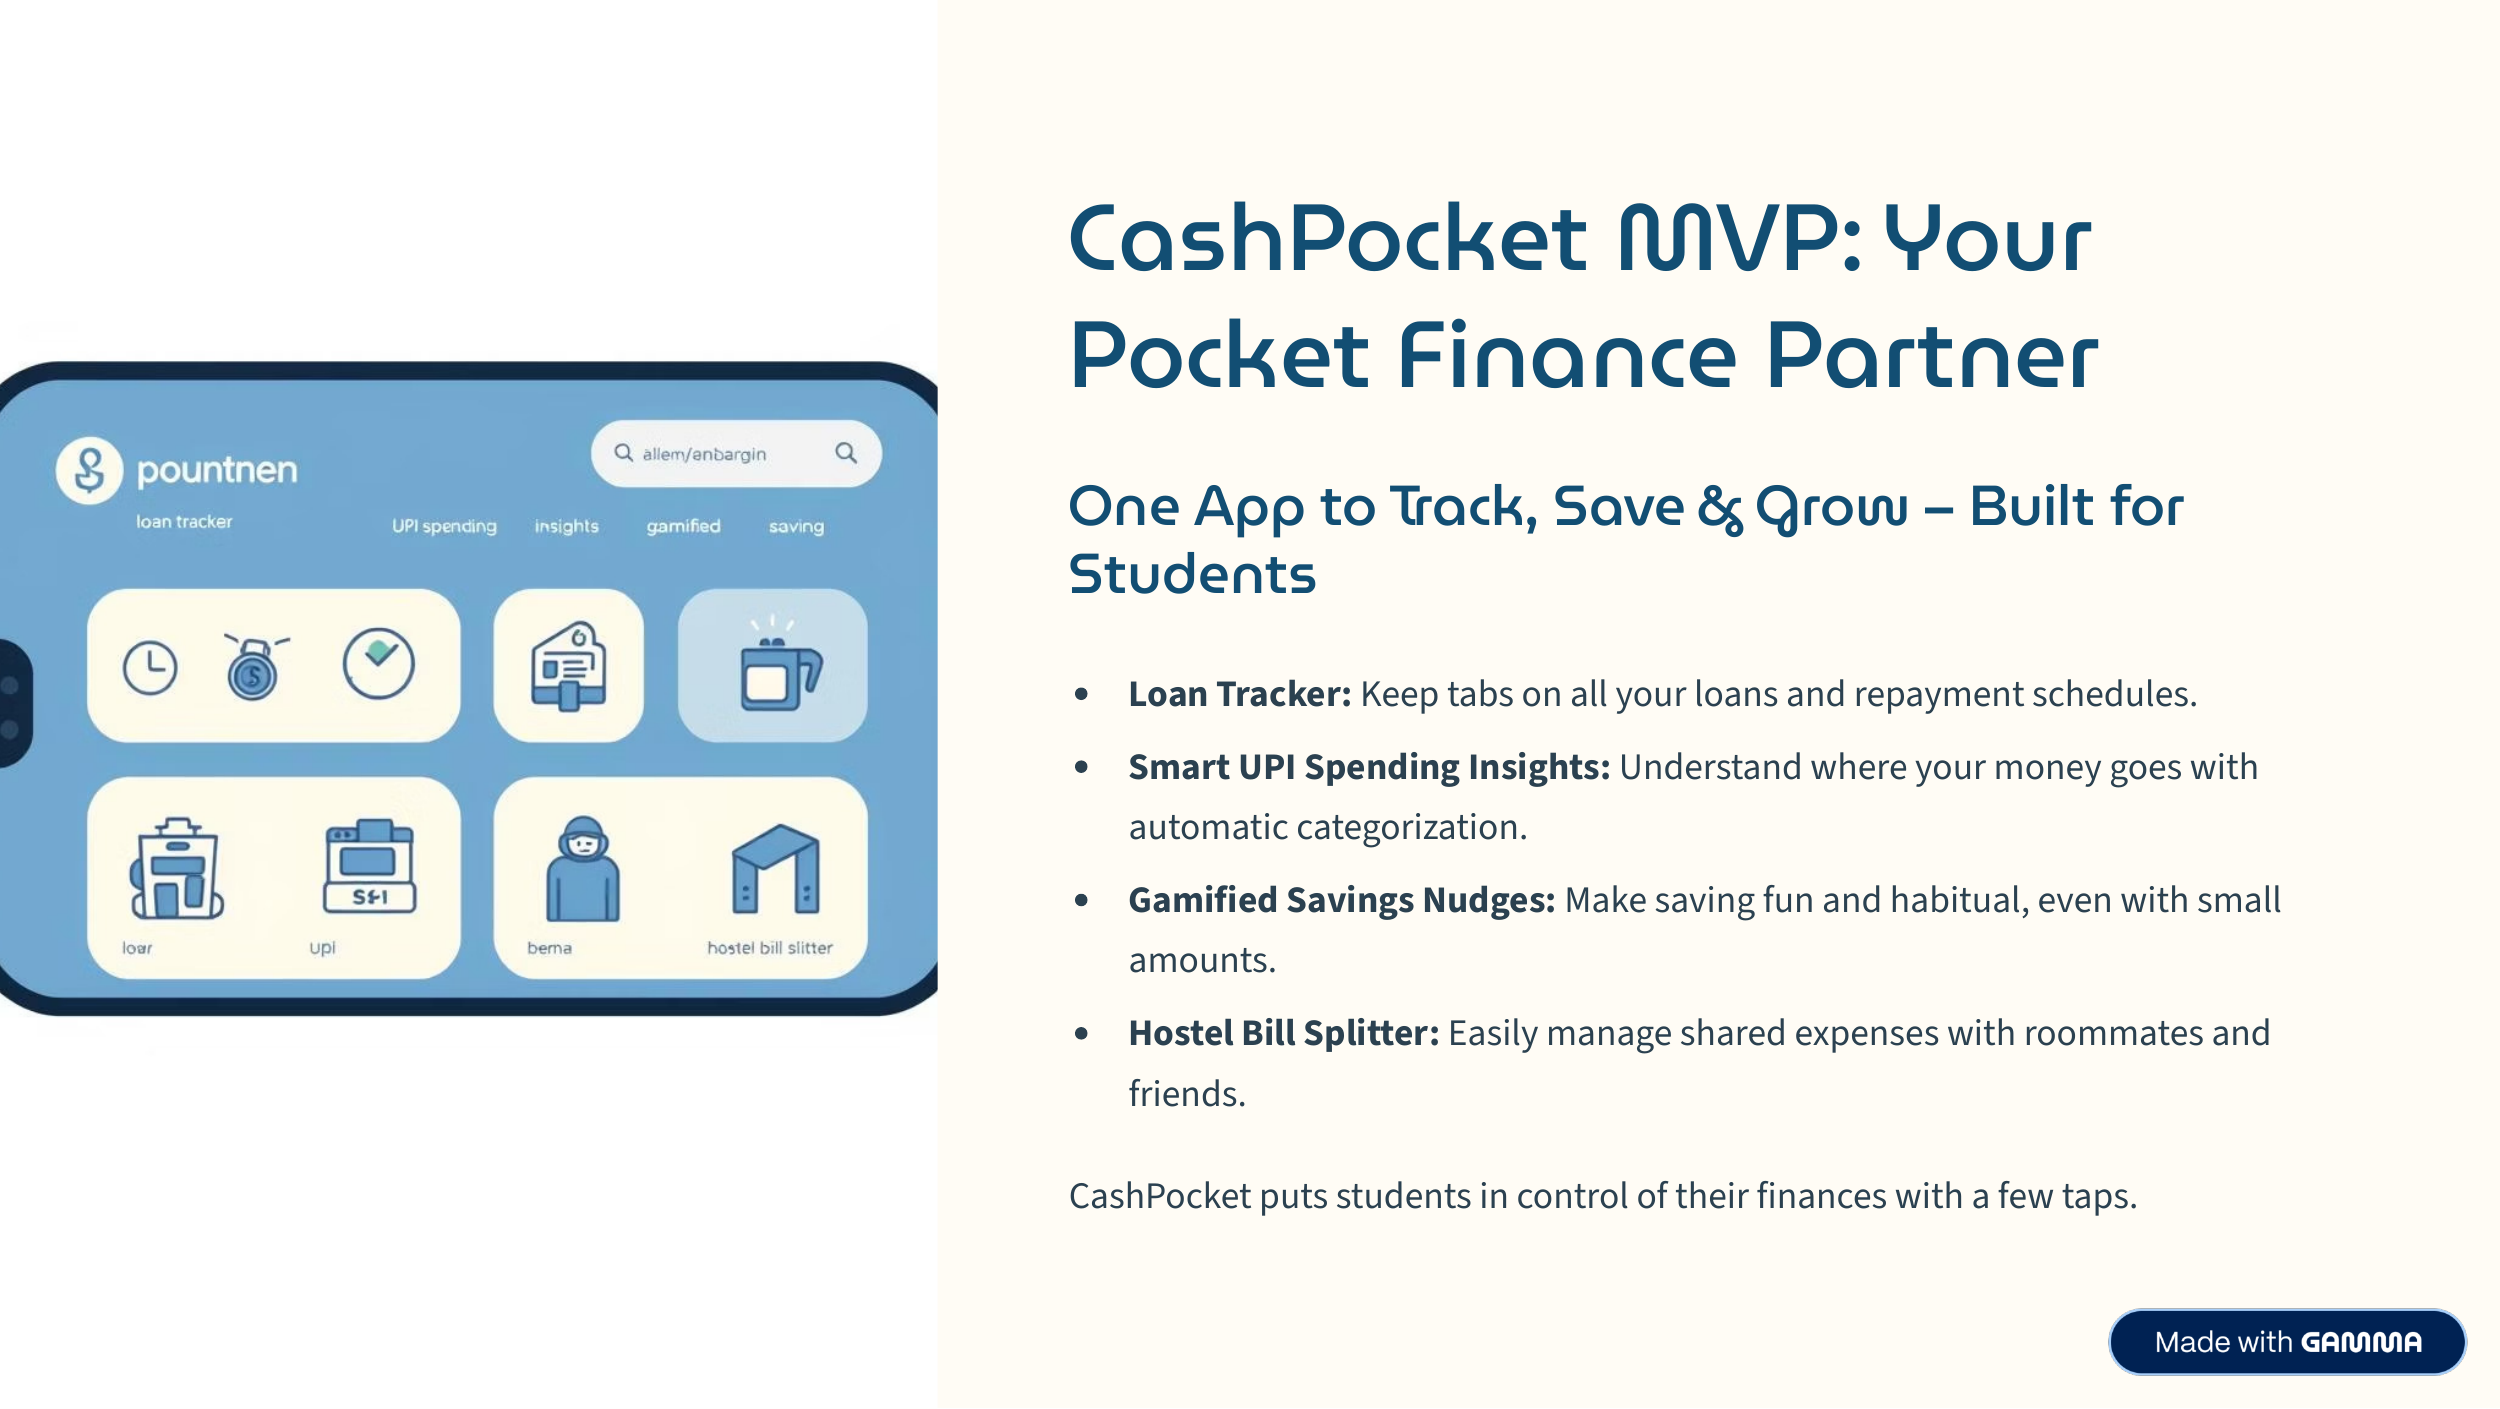 pountnen
loan tracker
allem/anbargin
UPI spending insights gamified saving
upi
bema
hostel bill slitter
CashPocket MVP: Your
Pocket Finance Partner
One App to Track, Save & Grow – Built for
Students
• Loan Tracker: Keep tabs on all your loans and repayment schedules.
• Smart UPI Spending Insights: Understand where your money goes with
automatic categorization.
• Gamified Savings Nudges: Make saving fun and habitual, even with small
amounts.
• Hostel Bill Splitter: Easily manage shared expenses with roommates and
friends.
CashPocket puts students in control of their finances with a few taps.
Made with GAMMA